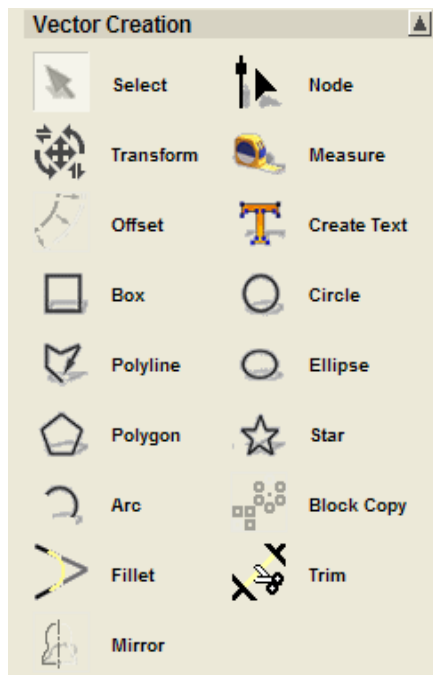 Vector Creation
Select Node
Transform Measure
Offset Create Text
Box Circle
Polyline Ellipse
Polygon Star
Arc Block Copy
Fillet Trim
Mirror